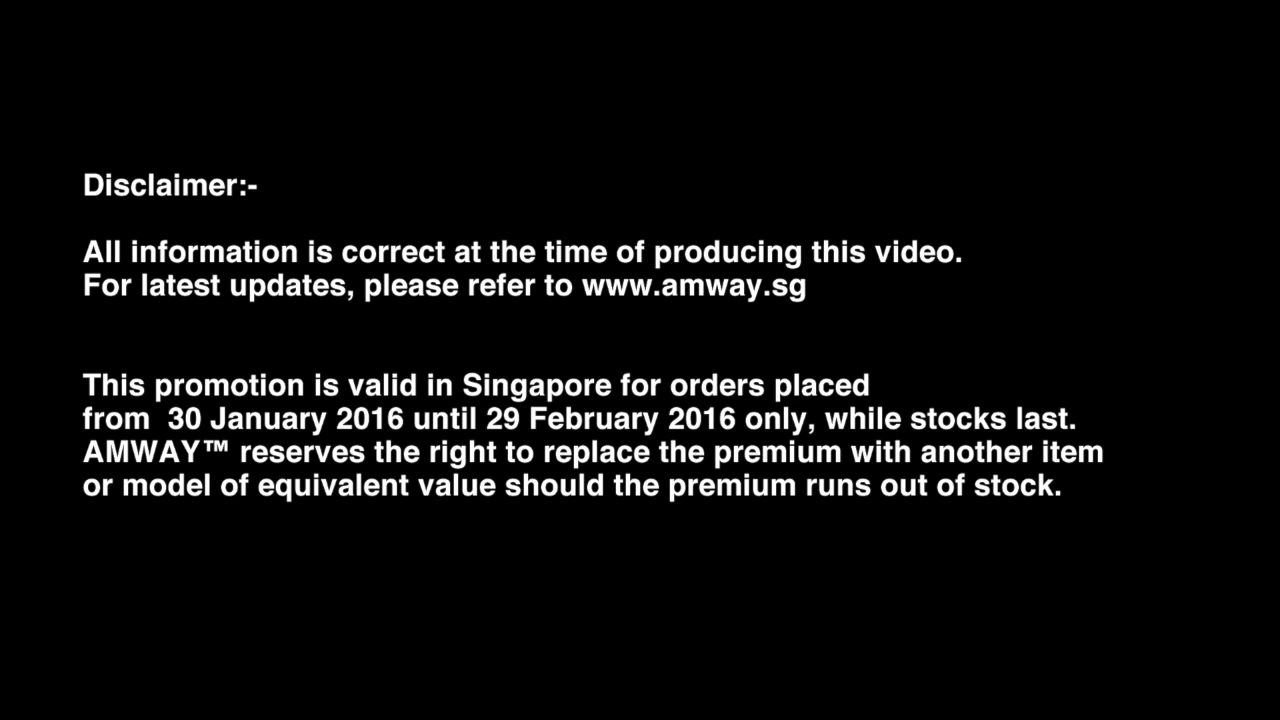 Disclaimer:-
All information is correct at the time of producing this video.
For latest updates, please refer to www.amway.sg
This promotion is valid in Singapore for orders placed
from  30 January 2016 until 29 February 2016 only, while stocks last.
AMWAY™ reserves the right to replace the premium with another item
or model of equivalent value should the premium runs out of stock.